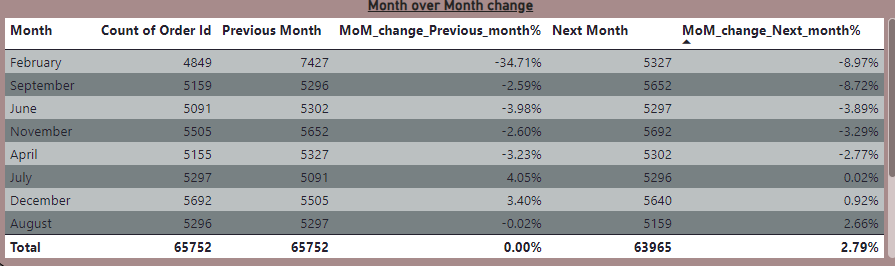 Month over Month change
Month Count of Order Id Previous Month MoM_change_Previous_month% Next Month MoM_change_Next_month%
February 4849 7427 -34.71% 5327 -8.97%
September 5159 5296 -2.59% 5652 -8.72%
June 5091 5302 -3.98% 5297 -3.89%
November 5505 5652 -2.60% 5692 -3.29%
April 5155 5327 -3.23% 5302 -2.77%
July 5297 5091 4.05% 5296 0.02%
December 5692 5505 3.40% 5640 0.92%
August 5296 5297 -0.02% 5159 2.66%
Total 65752 65752 0.00% 63965 2.79%